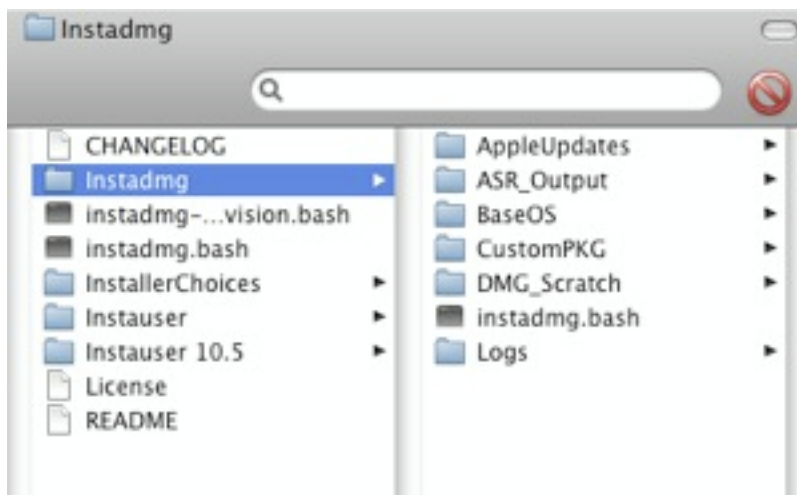 Instadmg
CHANGELOG
Instadmg
instadmg-...vision.bash
instadmg.bash
InstallerChoices
Instauser
Instauser 10.5
License
README
AppleUpdates
ASR_Output
BaseOS
CustomPKG
DMG_Scratch
instadmg.bash
Logs